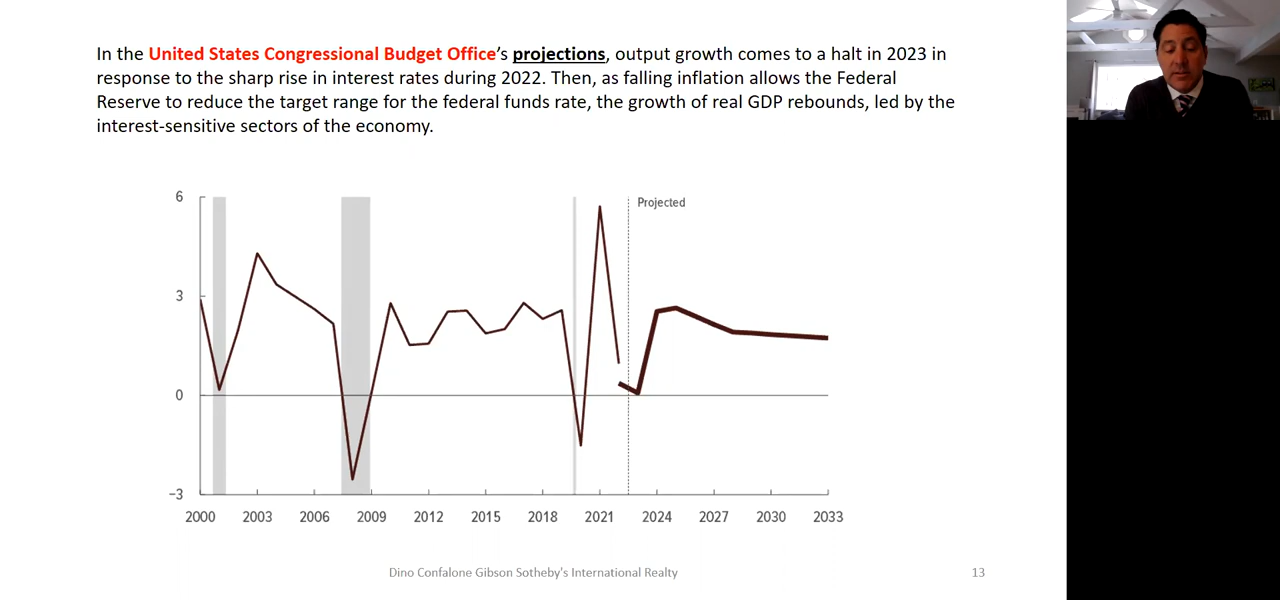 In the United States Congressional Budget Office's projections, output growth comes to a halt in 2023 in
response to the sharp rise in interest rates during 2022. Then, as falling inflation allows the Federal
Reserve to reduce the target range for the federal funds rate, the growth of real GDP rebounds, led by the
interest-sensitive sectors of the economy.
6
Projected
3
0
−3
2000 2003 2006 2009 2012 2015 2018 2021 2024 2027 2030 2033
Dino Confalone Gibson Sotheby's International Realty 13